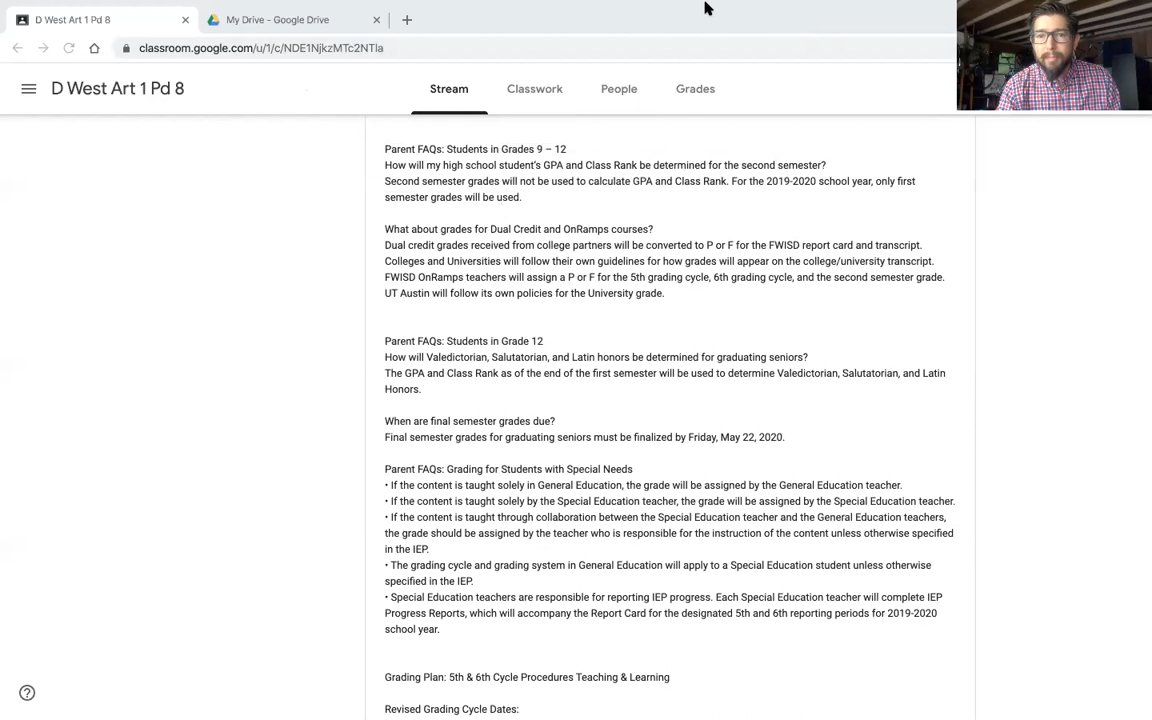 D West Art 1 Pd 8
My Drive - Google Drive
classroom.google.com/u/1/c/NDE1NjkzMTc2NTla
D West Art 1 Pd 8
Stream
Classwork
People
Grades
Parent FAQs: Students in Grades 9 – 12
How will my high school student's GPA and Class Rank be determined for the second semester?
Second semester grades will not be used to calculate GPA and Class Rank. For the 2019-2020 school year, only first
semester grades will be used.
What about grades for Dual Credit and OnRamps courses?
Dual credit grades received from college partners will be converted to P or F for the FWISD report card and transcript.
Colleges and Universities will follow their own guidelines for how grades will appear on the college/university transcript.
FWISD OnRamps teachers will assign a P or F for the 5th grading cycle, 6th grading cycle, and the second semester grade.
UT Austin will follow its own policies for the University grade.
Parent FAQs: Students in Grade 12
How will Valedictorian, Salutatorian, and Latin honors be determined for graduating seniors?
The GPA and Class Rank as of the end of the first semester will be used to determine Valedictorian, Salutatorian, and Latin
Honors.
When are final semester grades due?
Final semester grades for graduating seniors must be finalized by Friday, May 22, 2020.
Parent FAQs: Grading for Students with Special Needs
• If the content is taught solely in General Education, the grade will be assigned by the General Education teacher.
• If the content is taught solely by the Special Education teacher, the grade will be assigned by the Special Education teacher.
• If the content is taught through collaboration between the Special Education teacher and the General Education teachers,
the grade should be assigned by the teacher who is responsible for the instruction of the content unless otherwise specified
in the IEP.
• The grading cycle and grading system in General Education will apply to a Special Education student unless otherwise
specified in the IEP.
• Special Education teachers are responsible for reporting IEP progress. Each Special Education teacher will complete IEP
Progress Reports, which will accompany the Report Card for the designated 5th and 6th reporting periods for 2019-2020
school year.
Grading Plan: 5th & 6th Cycle Procedures Teaching & Learning
Revised Grading Cycle Dates: